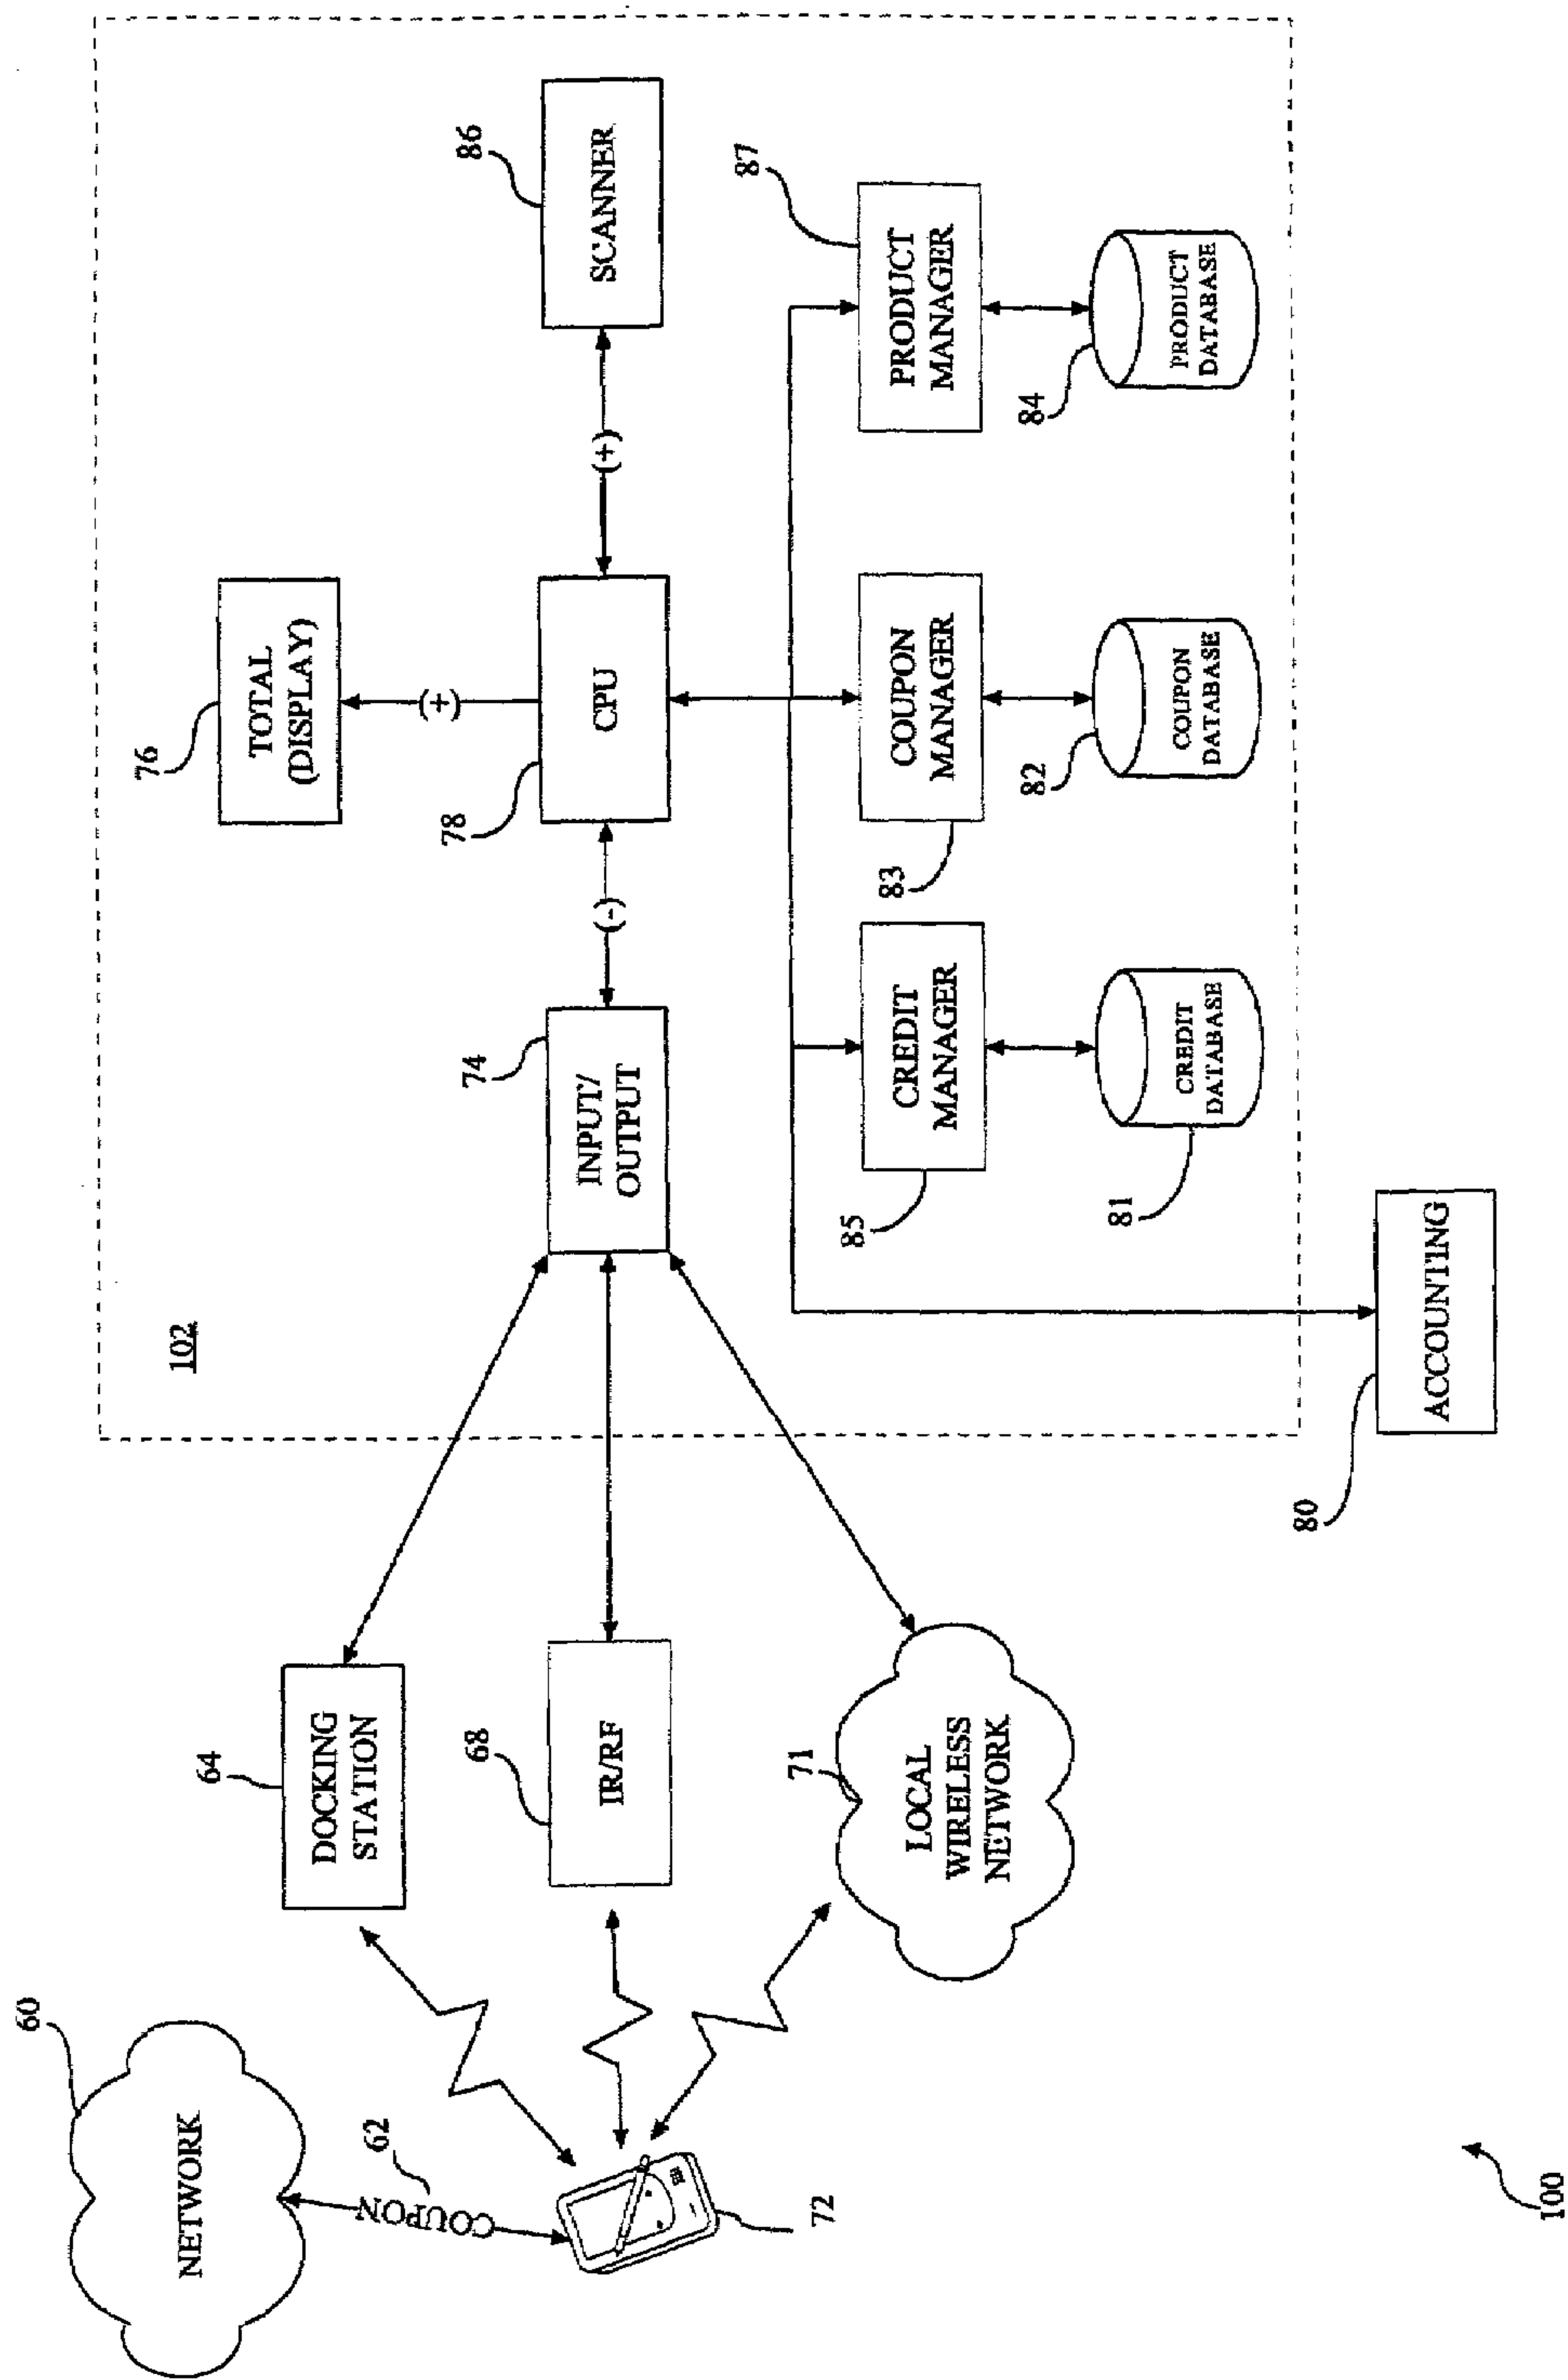 60
NETWORK
62
COUPON
72
64
DOCKING
STATION
68
IR/RF
71
LOCAL
WIRELESS
NETWORK
102
74
INPUT/
OUTPUT
(-)
76
TOTAL
(DISPLAY)
(+)
78
CPU
(+)
86
SCANNER
85
CREDIT
MANAGER
81
CREDIT
DATABASE
83
COUPON
MANAGER
82
COUPON
DATABASE
87
PRODUCT
MANAGER
84
PRODUCT
DATABASE
80
ACCOUNTING
100